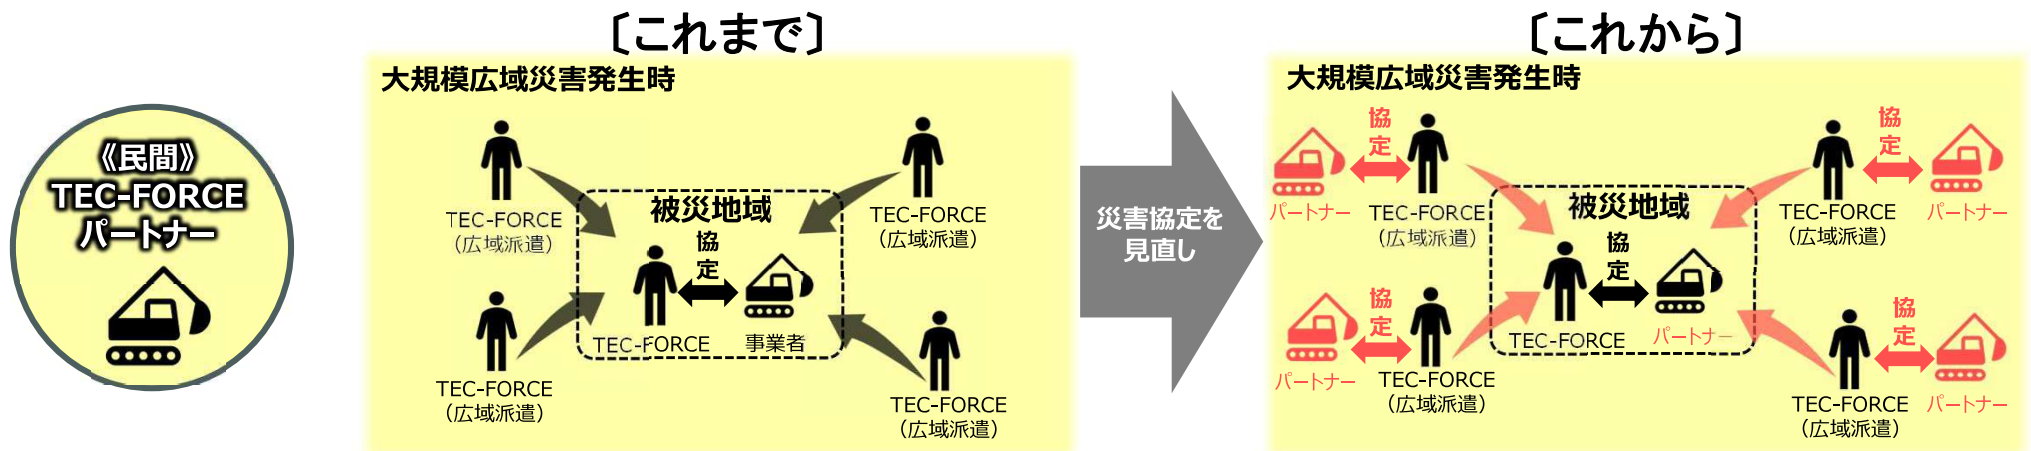 《民間》
TEC-FORCE
パートナー
〔これまで〕
大規模広域災害発生時
TEC-FORCE
（広域派遣）
TEC-FORCE
（広域派遣）
被災地域
協
定
TEC-FORCE
事業者
TEC-FORCE
（広域派遣）
TEC-FORCE
（広域派遣）
災害協定を
見直し
〔これから〕
大規模広域災害発生時
協
定
パートナー
TEC-FORCE
（広域派遣）
協
定
TEC-FORCE
（広域派遣）
パートナー
被災地域
協
定
TEC-FORCE
パートナー
協
定
パートナー
TEC-FORCE
（広域派遣）
協
定
TEC-FORCE
（広域派遣）
パートナー